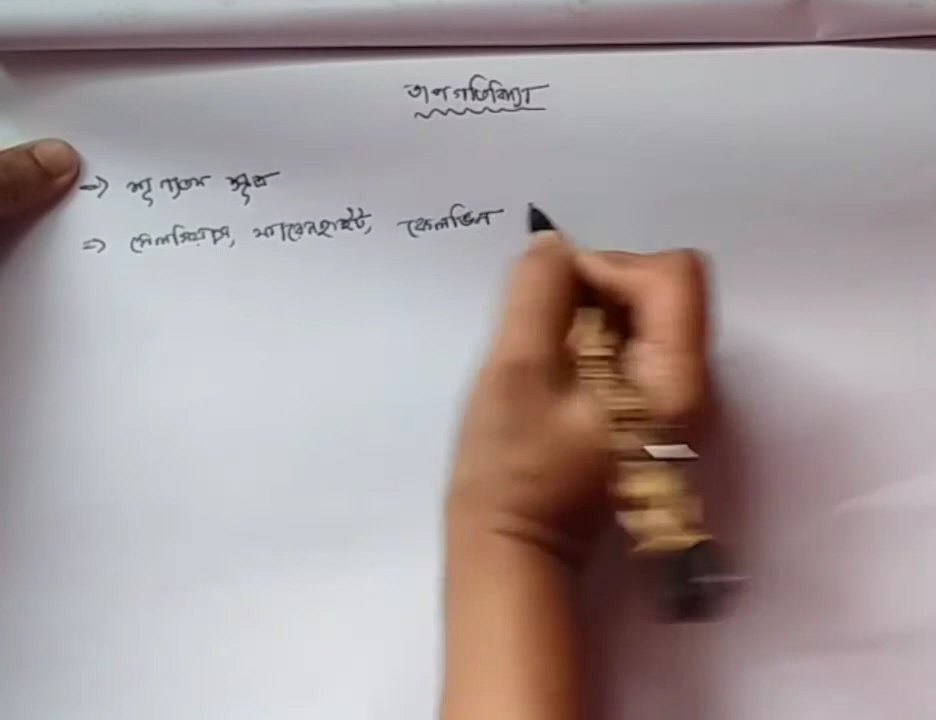 তাপগতিবিদ্যা
=> শূন্যতম সূত্র
=> সেলসিয়াস, ফারেনহাইট, কেলভিন